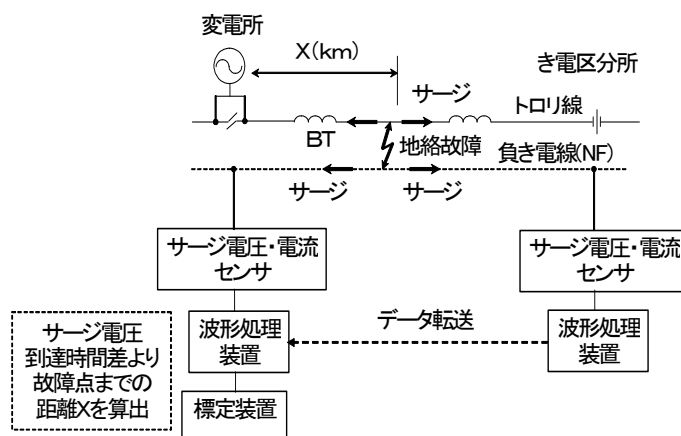 変電所
X(km)
き電区分所
サージ
トロリ線
BT
地絡故障
負き電線(NF)
サージ
サージ
サージ電圧・電流
センサ
サージ電圧・電流
センサ
サージ電圧
到達時間差より
故障点までの
距離Xを算出
波形処理
装置
データ転送
波形処理
装置
標定装置